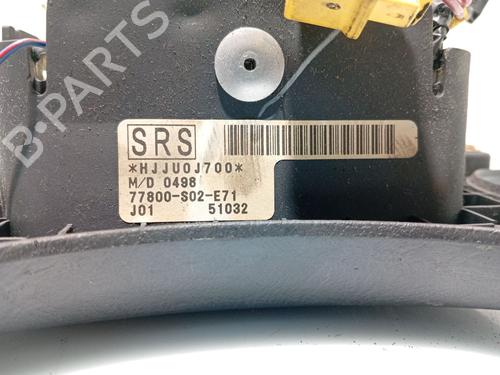 B-PARTS
SRS
*HJJU0J700*
M/D 0498
77800-S02-E71
J01 51032